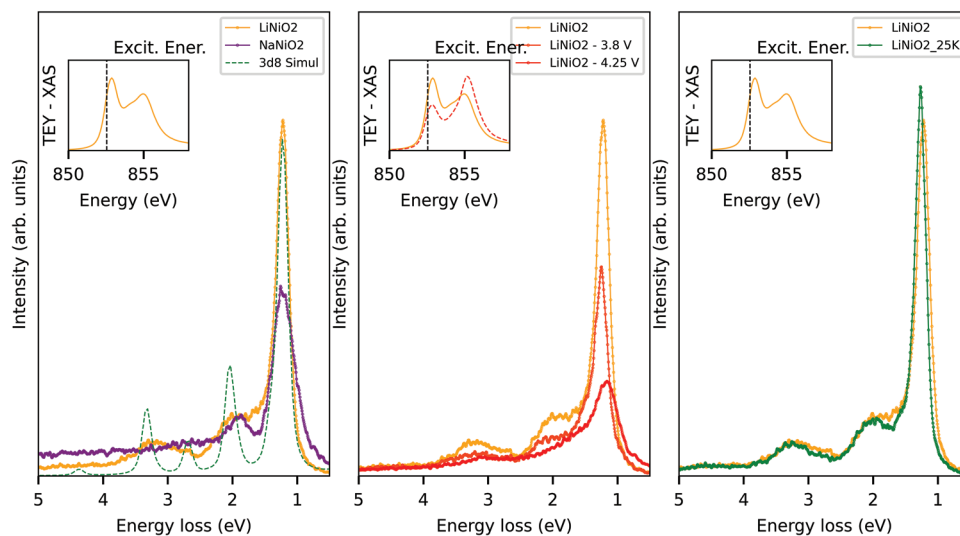 LiNiO2
NaNiO2
3d8 Simul
Excit. Ener.
TEY - XAS
850
855
Energy (eV)
Intensity (arb. units)
5
4
3
2
1
Energy loss (eV)
LiNiO2
LiNiO2 - 3.8 V
LiNiO2 - 4.25 V
Excit. Ener.
TEY - XAS
850
855
Energy (eV)
Intensity (arb. units)
5
4
3
2
1
Energy loss (eV)
LiNiO2
LiNiO2_25K
Excit. Ener.
TEY - XAS
850
855
Energy (eV)
Intensity (arb. units)
5
4
3
2
1
Energy loss (eV)